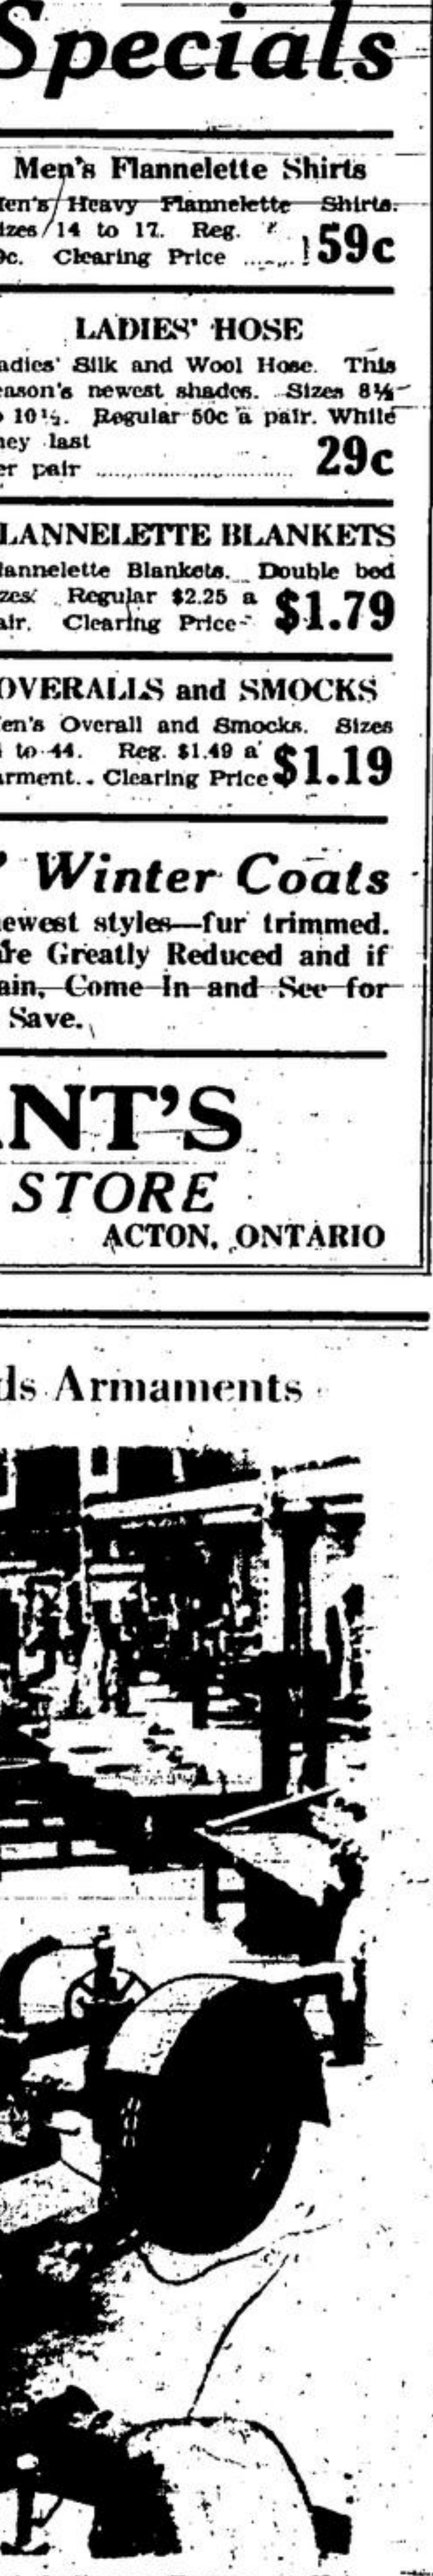 Specials
Men's Flannelette Shirts
en's Heavy Flannelette Shirts.
izes 14 to 17. Reg.
9c. Clearing Price ...... 59c
LADIES' HOSE
adies' Silk and Wool Hose. This
eason's newest shades. Sizes 8½
o 10½. Regular 50c a pair. While
hey last
er pair ........................ 29c
LANNELETTE BLANKETS
lannelette Blankets. Double bed
zes. Regular $2.25 a
air. Clearing Price $1.79
OVERALLS and SMOCKS
en's Overall and Smocks. Sizes
to 44. Reg. $1.49 a
arment. Clearing Price $1.19
' Winter Coats
ewest styles—fur trimmed.
are Greatly Reduced and if
ain, Come In and See for
Save.
NT'S
STORE
ACTON, ONTARIO
ds Armaments